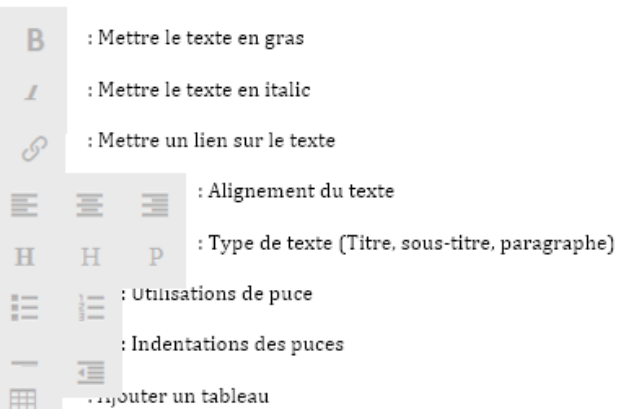 B : Mettre le texte en gras
I : Mettre le texte en italic
: Mettre un lien sur le texte
: Alignement du texte
H H P : Type de texte (Titre, sous-titre, paragraphe)
: Utilisations de puce
: Indentations des puces
: Ajouter un tableau